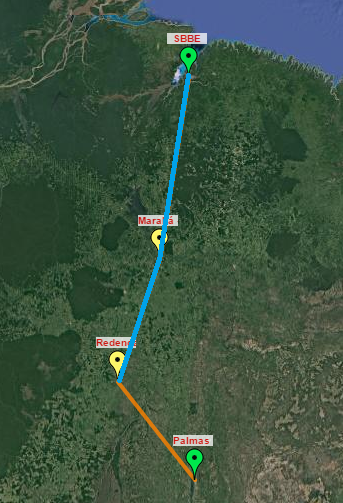 SBBE
Marabá
Redenç
Palmas